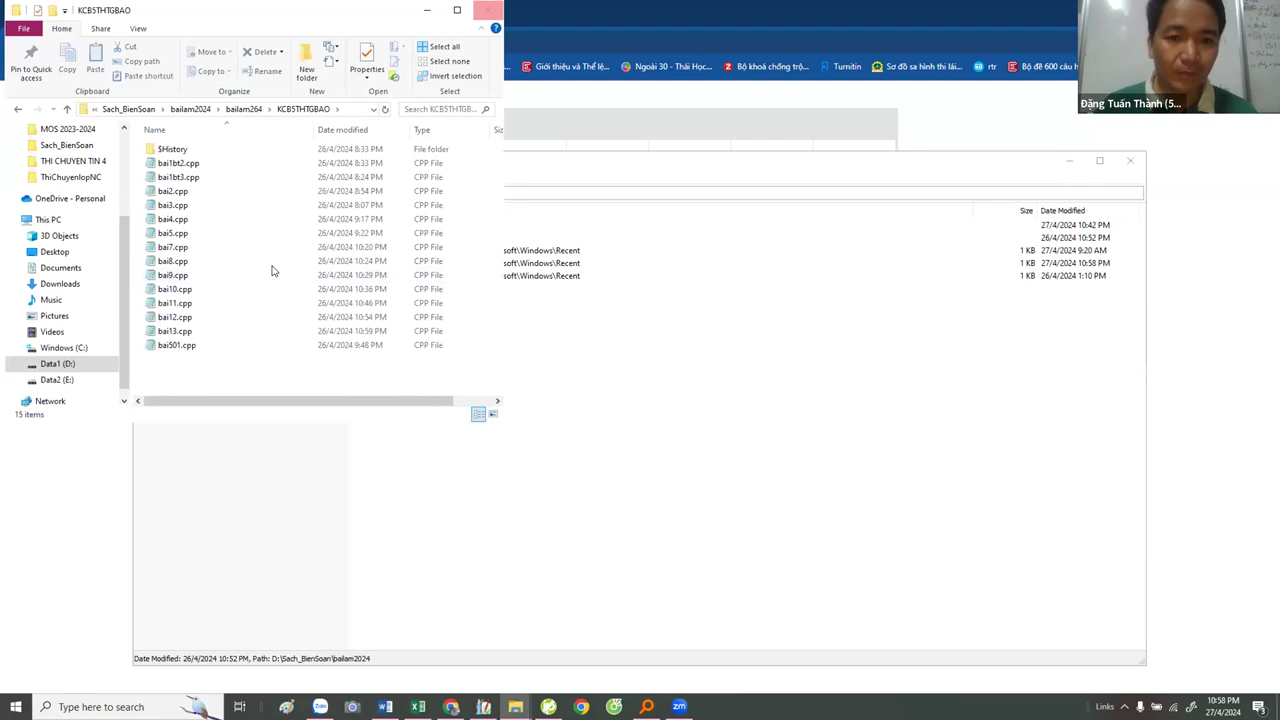 KCB5THTGBAO
File Home Share View
Pin to Quick access
Copy
Paste
Cut
Copy path
Paste shortcut
Clipboard
Move to
Copy to
Delete
Rename
Organize
New folder
New
Properties
Open
Select all
Select none
Invert selection
Select
« Sach_BienSoan > bailam2024 > bailam264 > KCB5THTGBAO >
Search KCB5THTGBAO...
MOS 2023-2024
Sach_BienSoan
THI CHUYEN TIN 4
ThiChuyenlopNC
OneDrive - Personal
This PC
3D Objects
Desktop
Documents
Downloads
Music
Pictures
Videos
Windows (C:)
Data1 (D:)
Data2 (E:)
Network
15 items
Name Date modified Type Siz
$History 26/4/2024 8:33 PM File folder
bai1bt2.cpp 26/4/2024 8:33 PM CPP File
bai1bt3.cpp 26/4/2024 8:24 PM CPP File
bai2.cpp 26/4/2024 8:54 PM CPP File
bai3.cpp 26/4/2024 8:07 PM CPP File
bai4.cpp 26/4/2024 9:17 PM CPP File
bai5.cpp 26/4/2024 9:22 PM CPP File
bai7.cpp 26/4/2024 10:20 PM CPP File
bai8.cpp 26/4/2024 10:24 PM CPP File
bai9.cpp 26/4/2024 10:29 PM CPP File
bai10.cpp 26/4/2024 10:36 PM CPP File
bai11.cpp 26/4/2024 10:46 PM CPP File
bai12.cpp 26/4/2024 10:54 PM CPP File
bai13.cpp 26/4/2024 10:59 PM CPP File
bai501.cpp 26/4/2024 9:48 PM CPP File
Giới thiệu và Thể lệ...
Ngoài 30 - Thái Học...
Bộ khoá chống trộ...
Turnitin
Sơ đồ sa hình thi lái...
rtr
Bộ đề 600 câu h
Đặng Tuấn Thành (5...
Size Date Modified
27/4/2024 10:42 PM
26/4/2024 10:52 PM
soft\Windows\Recent 1 KB 27/4/2024 9:20 AM
soft\Windows\Recent 1 KB 27/4/2024 10:58 PM
soft\Windows\Recent 1 KB 26/4/2024 1:10 PM
Date Modified: 26/4/2024 10:52 PM, Path: D:\Sach_BienSoan\bailam2024
Type here to search
Zalo
zm
Links
10:58 PM
27/4/2024
3